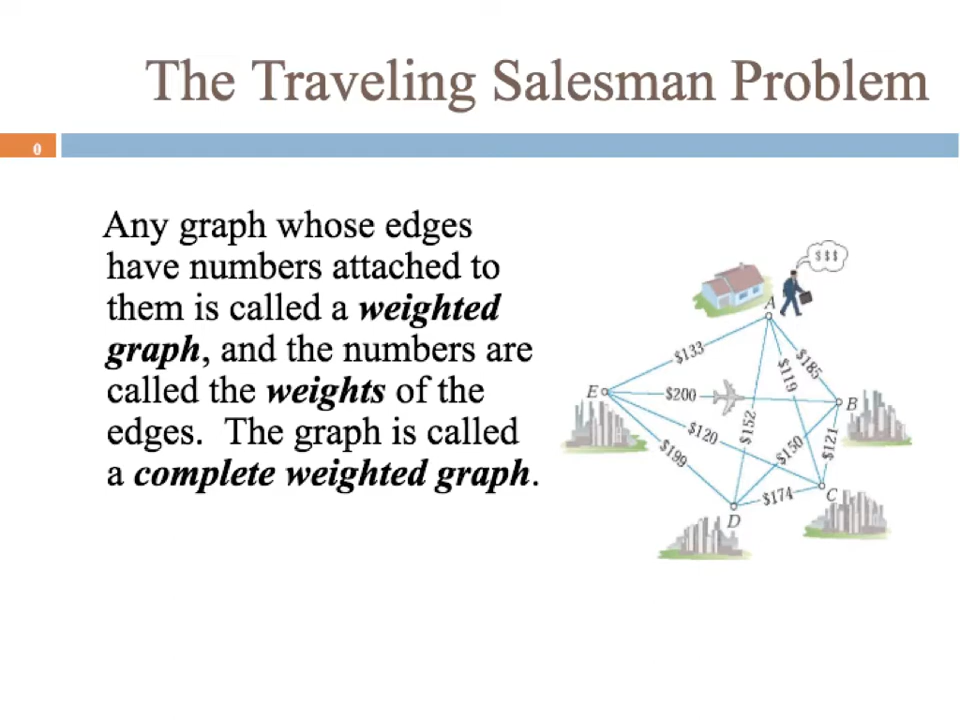 The Traveling Salesman Problem
0
Any graph whose edges
have numbers attached to
them is called a weighted
graph, and the numbers are
called the weights of the
edges.  The graph is called
a complete weighted graph.
$$$
A
$133
$185
$119
E
$200
B
$152
$120
$121
$150
$199
$174
C
D